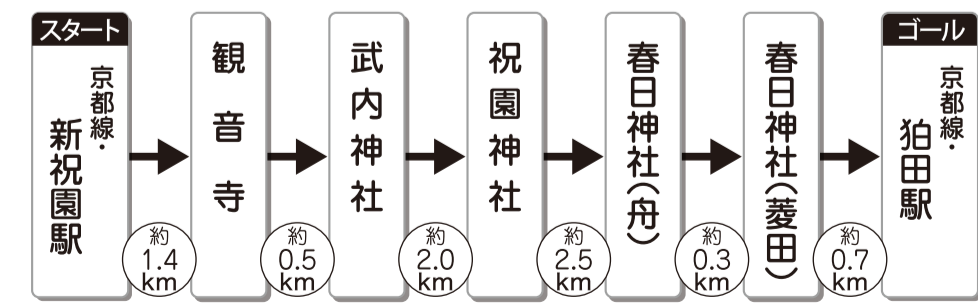 スタート
京都線・
新祝園駅
約
1.4
km
観音寺
約
0.5
km
武内神社
約
2.0
km
祝園神社
約
2.5
km
春日神社(舟)
約
0.3
km
春日神社(菱田)
約
0.7
km
ゴール
京都線・
狛田駅